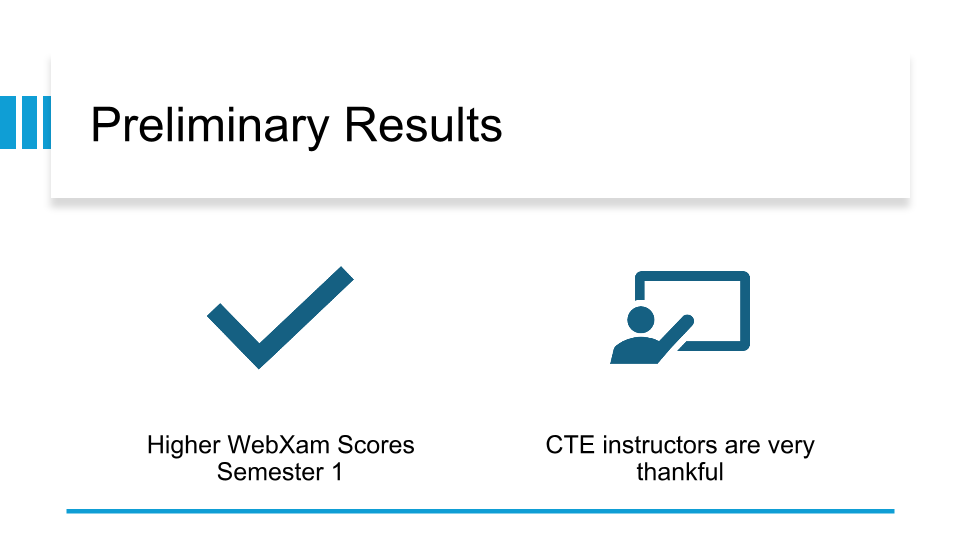 Preliminary Results
Higher WebXam Scores
Semester 1
CTE instructors are very
thankful